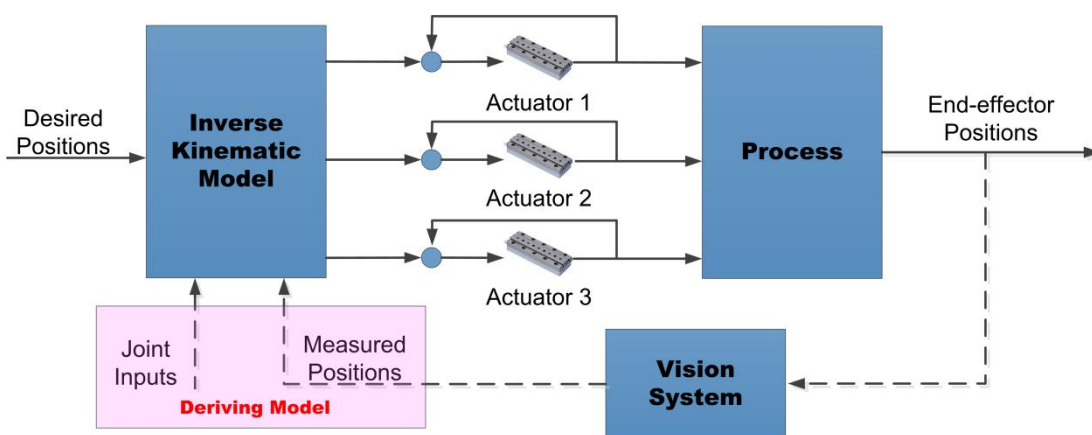 Desired
Positions
Inverse
Kinematic
Model
Actuator 1
Actuator 2
Actuator 3
Process
End-effector
Positions
Joint
Inputs
Measured
Positions
Deriving Model
Vision
System